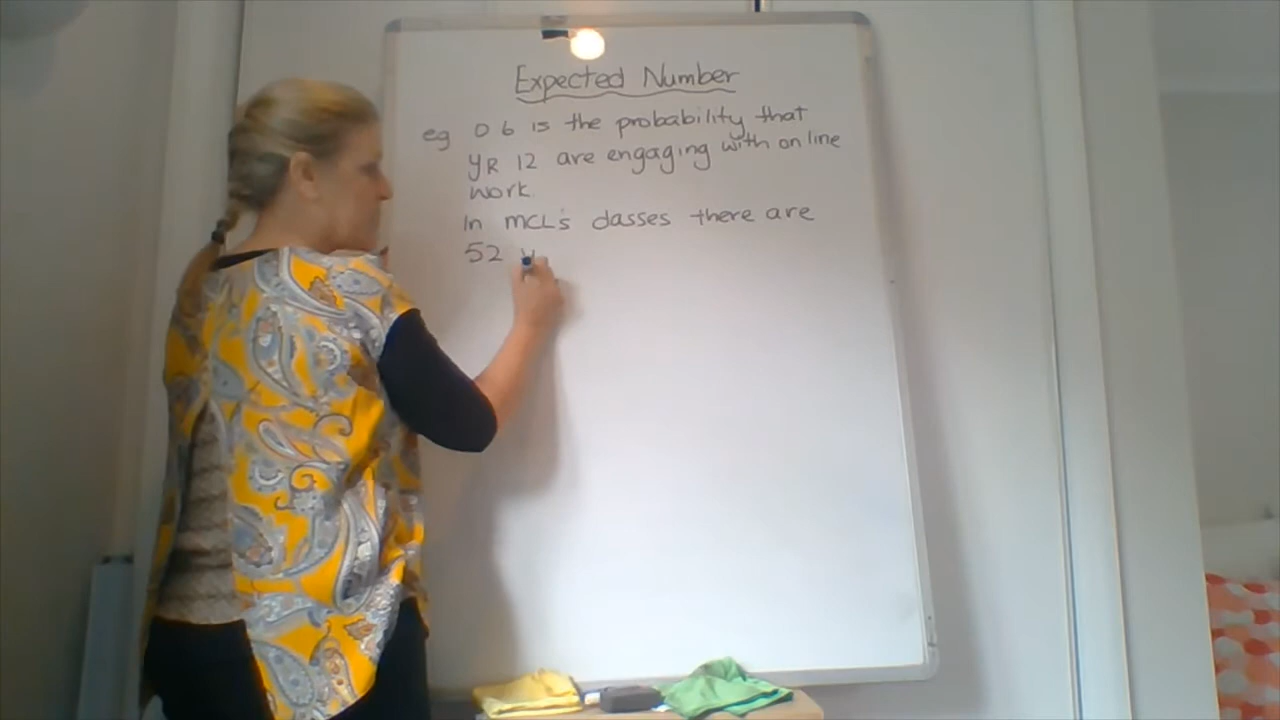 Expected Number
eg 0 6 is the probability that
YR 12 are engaging with online
work.
In MCL's classes there are
52 Y